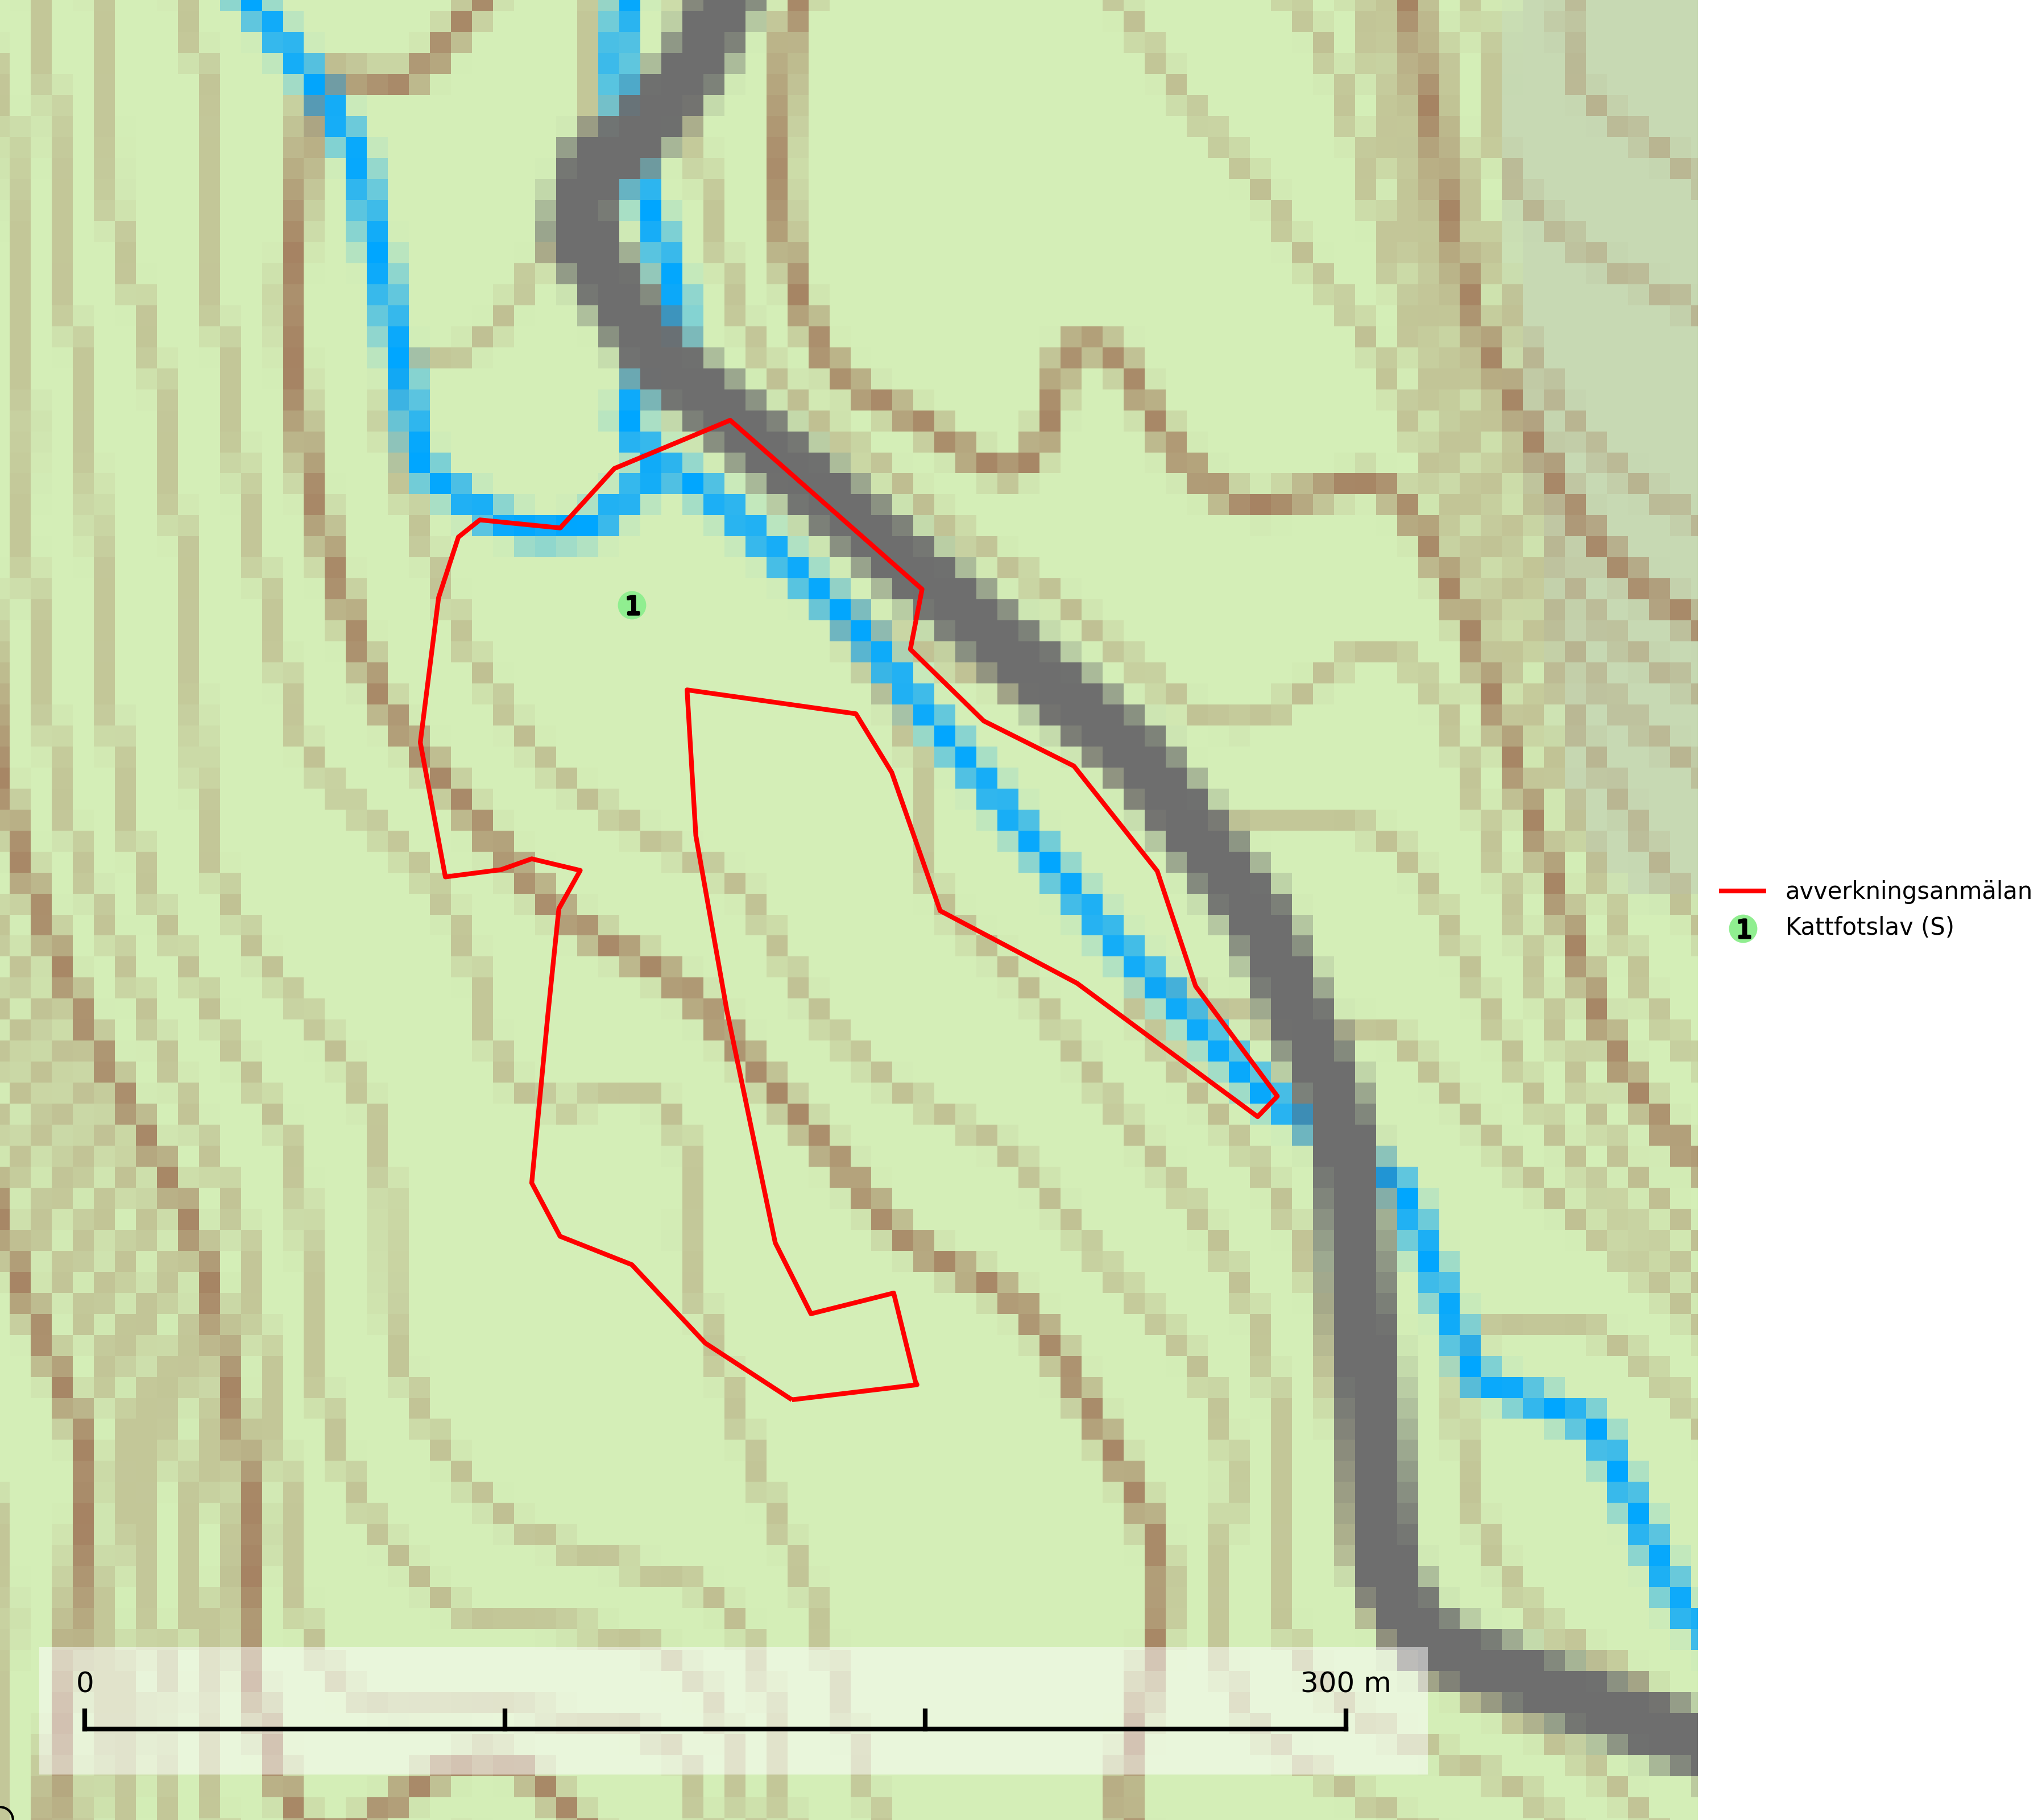 1
avverkningsanmälan
1 Kattfotslav (S)
0 300 m